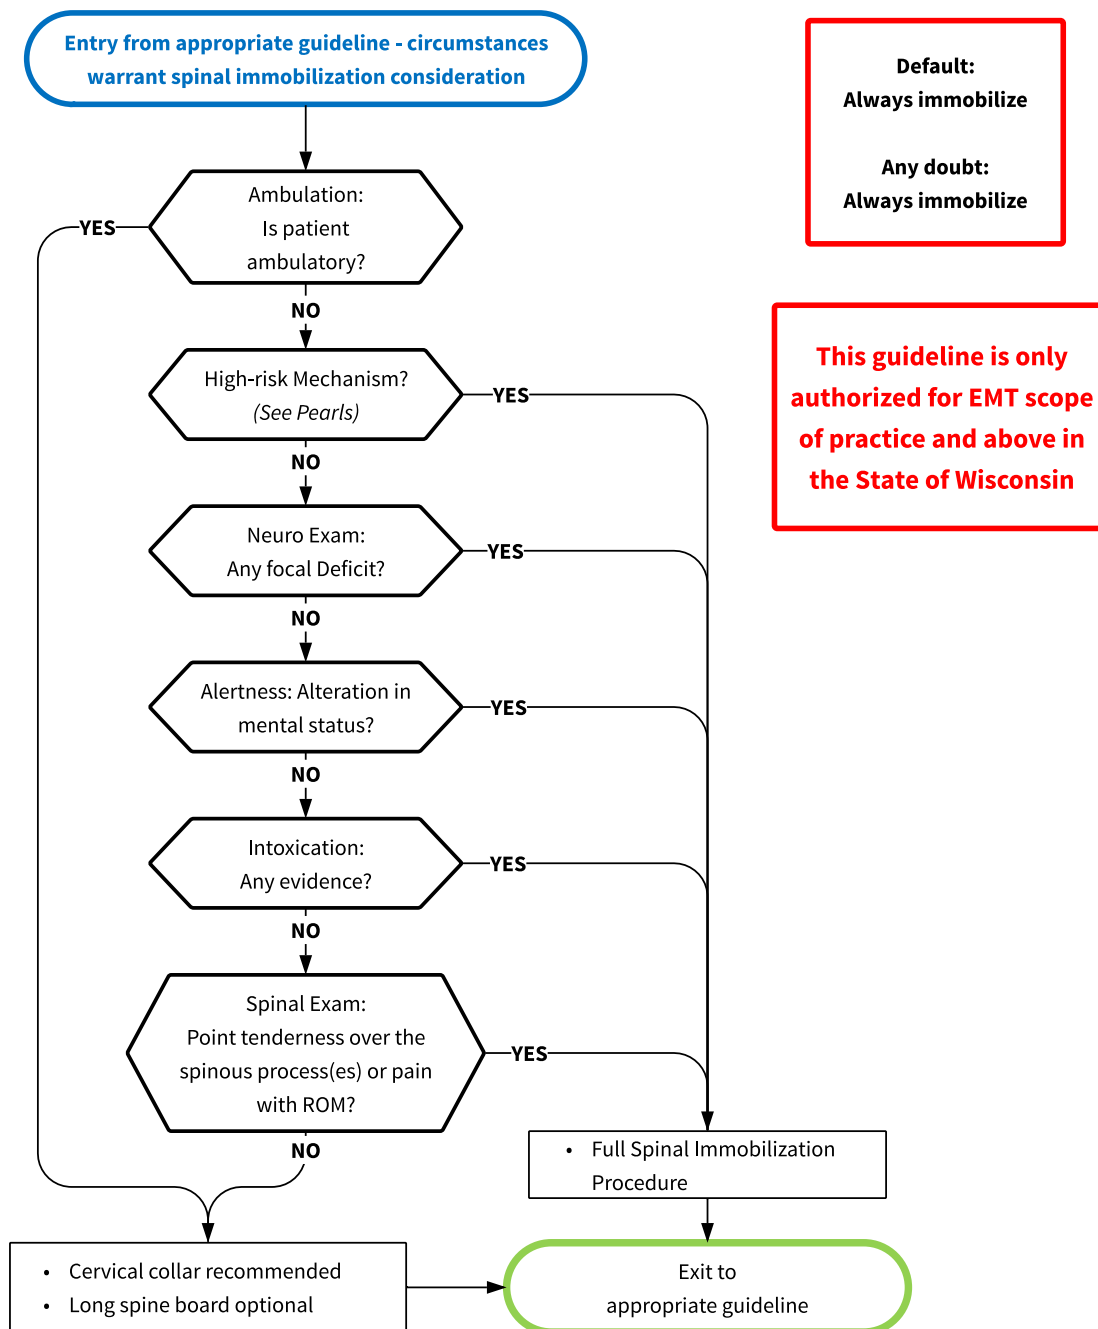 Entry from appropriate guideline - circumstances
warrant spinal immobilization consideration
Default:
Always immobilize
Any doubt:
Always immobilize
Ambulation:
Is patient
ambulatory?
YES
NO
This guideline is only
authorized for EMT scope
of practice and above in
the State of Wisconsin
High-risk Mechanism?
(See Pearls)
YES
NO
Neuro Exam:
Any focal Deficit?
YES
NO
Alertness: Alteration in
mental status?
YES
NO
Intoxication:
Any evidence?
YES
NO
Spinal Exam:
Point tenderness over the
spinous process(es) or pain
with ROM?
YES
NO
• Full Spinal Immobilization
Procedure
• Cervical collar recommended
• Long spine board optional
Exit to
appropriate guideline